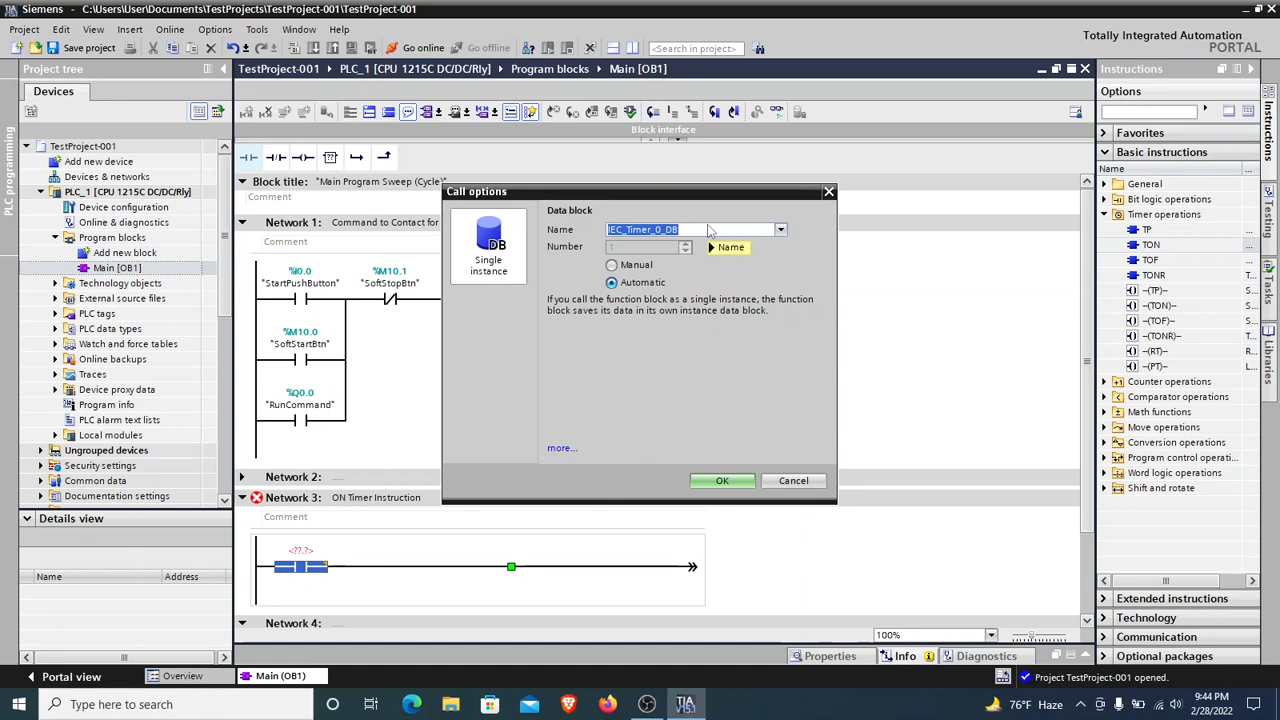 Siemens - C:\Users\User\Documents\TestProject-001\TestProject-001
Project Edit View Insert Online Options Tools Window Help
Totally Integrated Automation
PORTAL
Save project
Go online
Go offline
<Search in project>
Project tree
TestProject-001 ▸ PLC_1 [CPU 1215C DC/DC/Rly] ▸ Program blocks ▸ Main [OB1]
Instructions
Devices
Options
PLC programming
Block interface
TestProject-001
Add new device
Devices & networks
PLC_1 [CPU 1215C DC/DC/Rly]
Device configuration
Online & diagnostics
Program blocks
Add new block
Main [OB1]
Technology objects
External source files
PLC tags
PLC data types
Watch and force tables
Online backups
Traces
Device proxy data
Program info
PLC alarm text lists
Local modules
Ungrouped devices
Security settings
Common data
Documentation settings
Details view
Name Address
Block title: "Main Program Sweep (Cycle)"
Comment
Network 1: Command to Contact for
Comment
%I0.0
"StartPushButton"
%M10.1
"SoftStopBtn"
%M10.0
"SoftStartBtn"
%Q0.0
"RunCommand"
Network 2: .....
Network 3: ON Timer Instruction
Comment
<??.?>
Network 4: .....
100%
Call options
DB
Single
instance
Data block
Name IEC_Timer_0_DB
Number 1
Name
Manual
Automatic
If you call the function block as a single instance, the function
block saves its data in its own instance data block.
more...
OK Cancel
Favorites
Basic instructions
Name
General
Bit logic operations
Timer operations
TP
TON
TOF
TONR
–(TP)– S...
–(TON)– S...
–(TOF)– S...
–(TONR)– T...
–(RT)– R...
–(PT)– L...
Counter operations
Comparator operations
Math functions
Move operations
Conversion operations
Program control operati...
Word logic operations
Shift and rotate
Extended instructions
Technology
Communication
Optional packages
Instructions
Testing
Tasks
Libraries
Properties Info Diagnostics
Portal view Overview Main (OB1)
Project TestProject-001 opened.
Type here to search
TIA
V15.1
76°F Haze
9:44 PM
2/28/2022